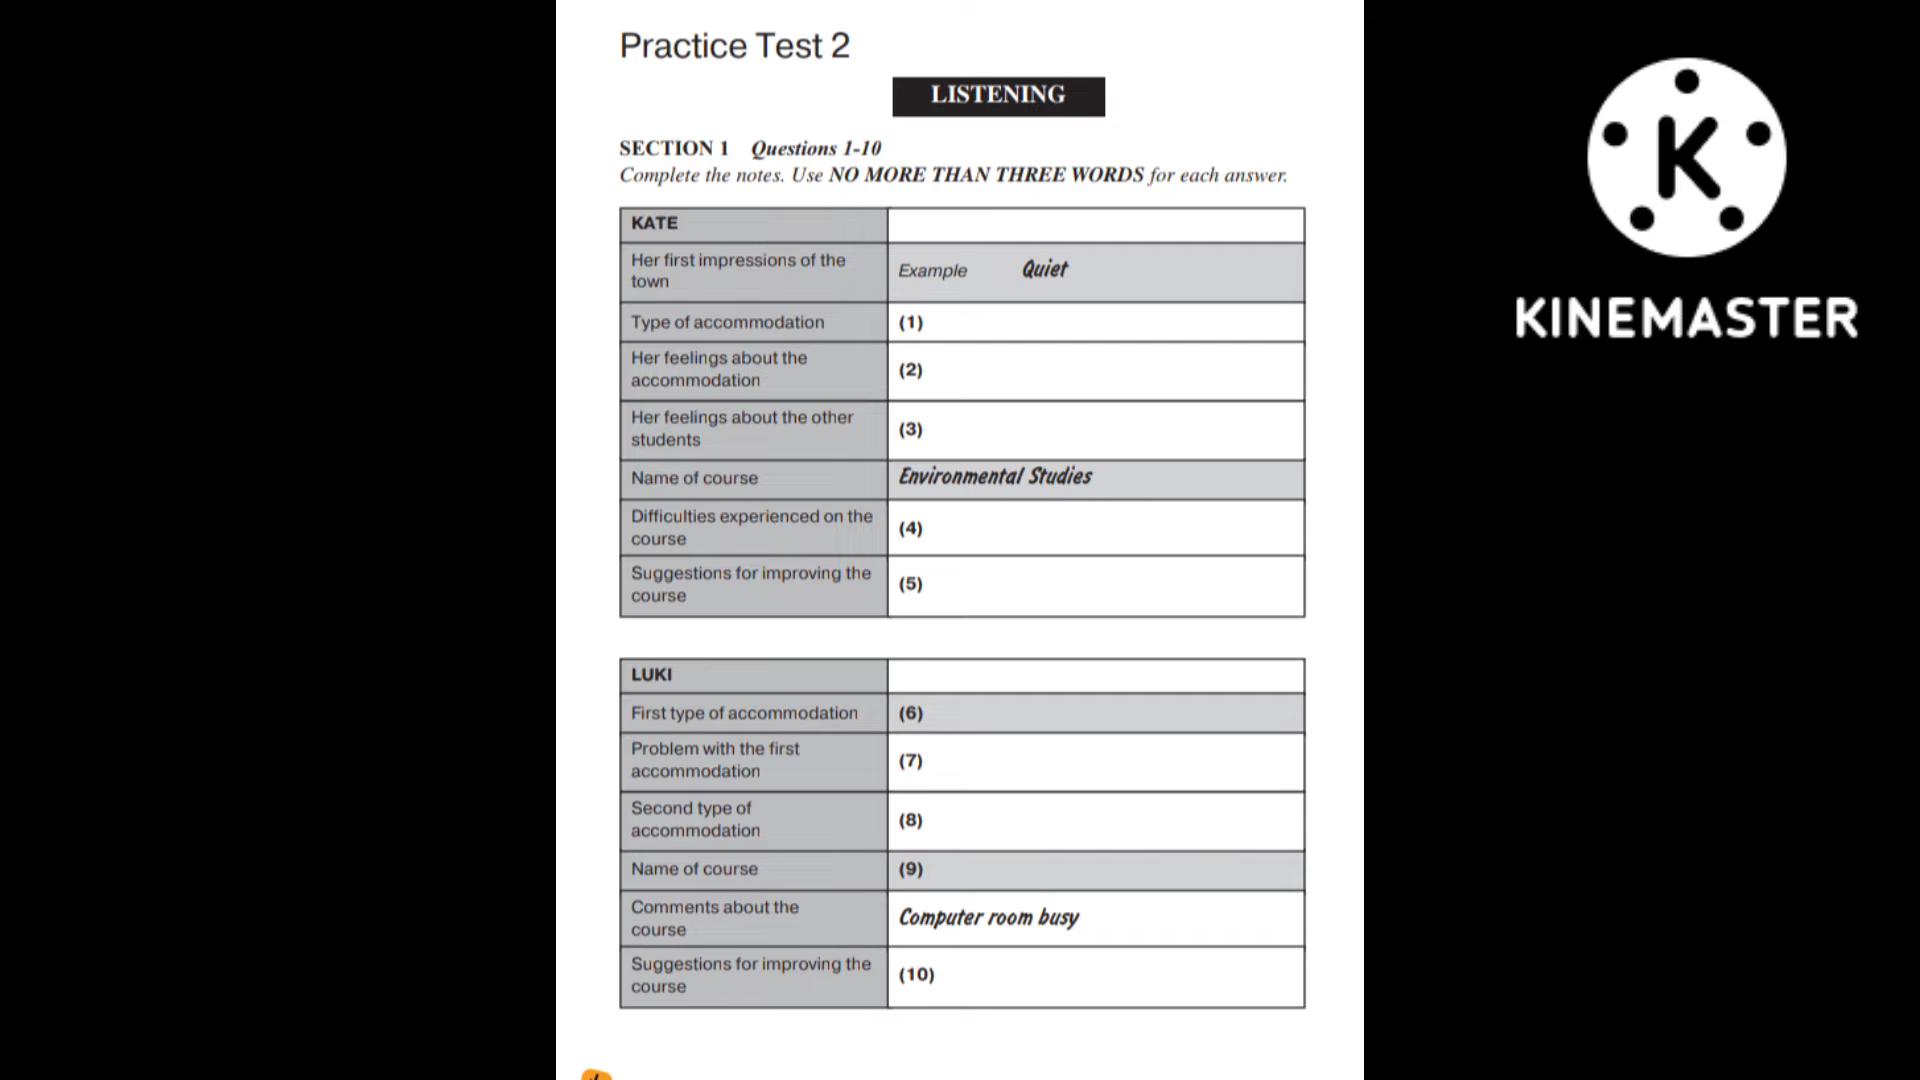 Practice Test 2
LISTENING
SECTION 1 Questions 1-10
Complete the notes. Use NO MORE THAN THREE WORDS for each answer.
KATE
Her first impressions of the
town
Example Quiet
Type of accommodation (1)
Her feelings about the
accommodation
(2)
Her feelings about the other
students
(3)
Name of course Environmental Studies
Difficulties experienced on the
course
(4)
Suggestions for improving the
course
(5)
LUKI
First type of accommodation (6)
Problem with the first
accommodation
(7)
Second type of
accommodation
(8)
Name of course (9)
Comments about the
course
Computer room busy
Suggestions for improving the
course
(10)
K
KINEMASTER